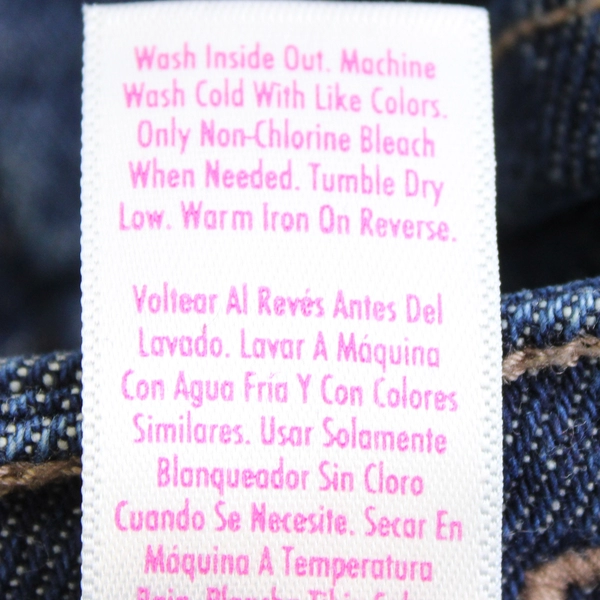 Wash Inside Out. Machine
Wash Cold With Like Colors.
Only Non-Chlorine Bleach
When Needed. Tumble Dry
Low. Warm Iron On Reverse.
Voltear Al Revés Antes Del
Lavado. Lavar A Máquina
Con Agua Fría Y Con Colores
Similares. Usar Solamente
Blanqueador Sin Cloro
Cuando Se Necesite. Secar En
Máquina A Temperatura